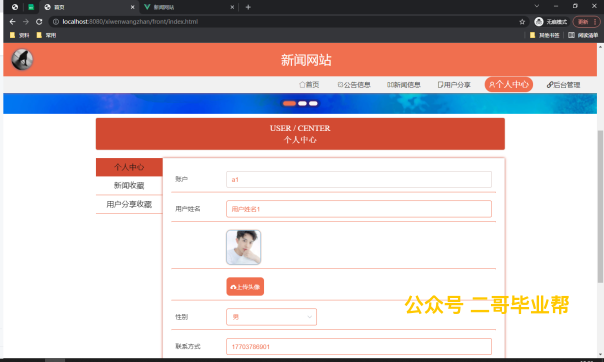 首页
新闻网站
无痕模式
更新
localhost:8080/xiwenwangzhan/front/index.html
资料
常用
其他书签
阅读清单
新闻网站
首页
公告信息
新闻信息
用户分享
个人中心
后台管理
USER / CENTER
个人中心
个人中心
新闻收藏
用户分享收藏
账户
a1
用户姓名
用户姓名1
上传头像
性别
男
联系方式
17703786901
公众号 二哥毕业帮